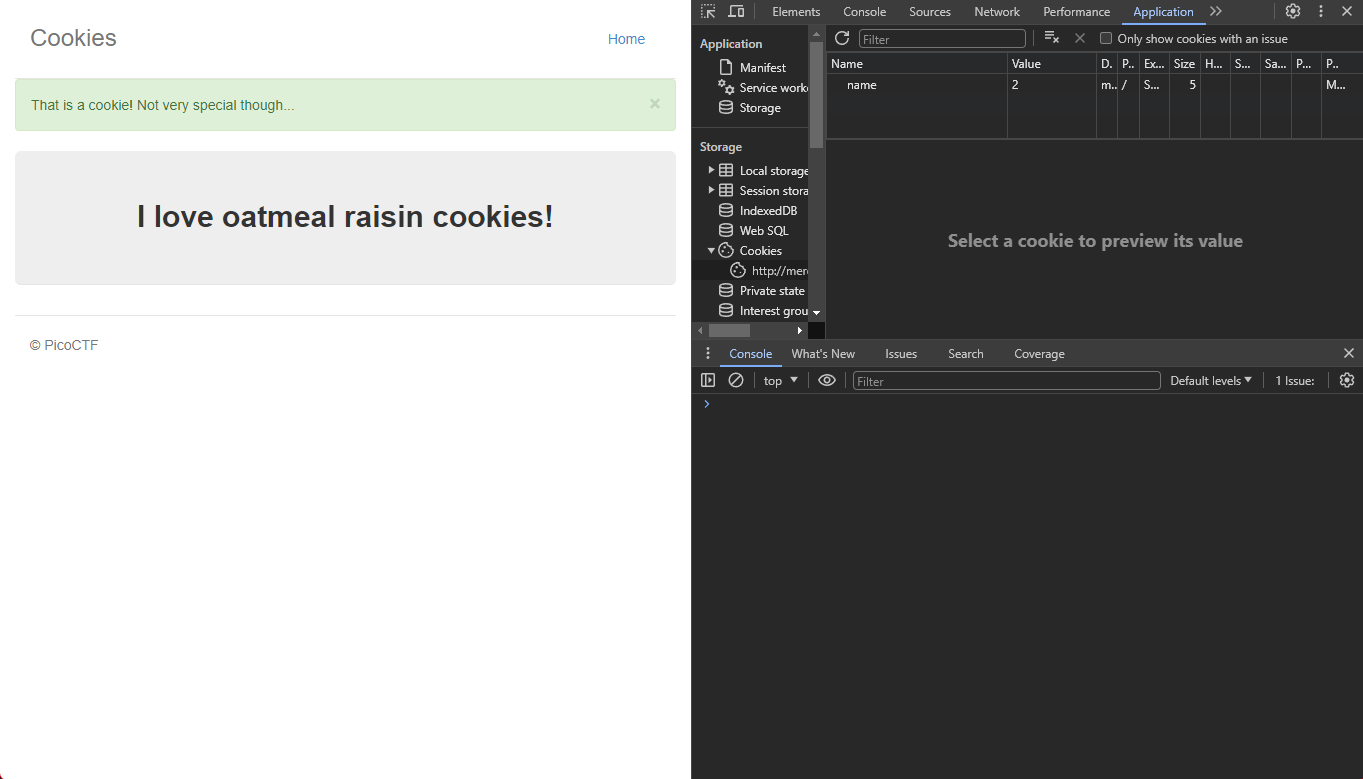 Cookies
Home
That is a cookie! Not very special though...
×
I love oatmeal raisin cookies!
© PicoCTF
Elements Console Sources Network Performance Application
Application
Manifest
Service worke
Storage
Storage
Local storage
Session stora
IndexedDB
Web SQL
Cookies
http://merc
Private state
Interest grou
Filter
Only show cookies with an issue
Name Value D. P.. Ex... Size H... S... Sa... P... P..
name 2 m.. / S... 5 M...
Select a cookie to preview its value
Console What's New Issues Search Coverage
top Filter Default levels 1 Issue: